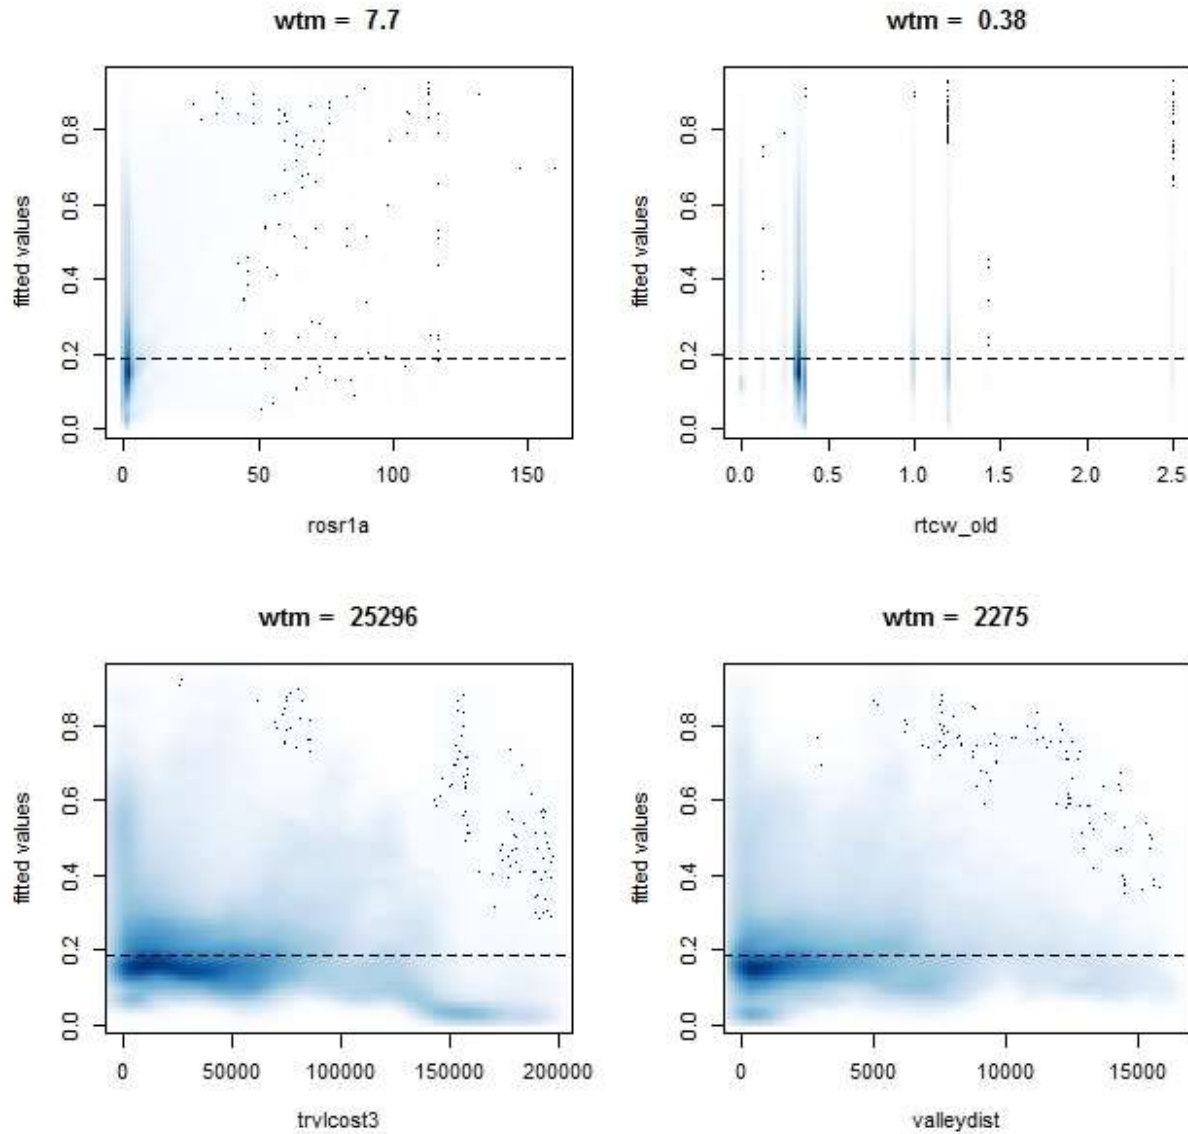 wtm = 7.7
fitted values
0.8
0.6
0.4
0.2
0.0
0 50 100 150
rosr1a
wtm = 0.38
fitted values
0.8
0.6
0.4
0.2
0.0
0.0 0.5 1.0 1.5 2.0 2.5
rtcw_old
wtm = 25296
fitted values
0.8
0.6
0.4
0.2
0.0
0 50000 100000 150000 200000
trvlcost3
wtm = 2275
fitted values
0.8
0.6
0.4
0.2
0.0
0 5000 10000 15000
valleydist